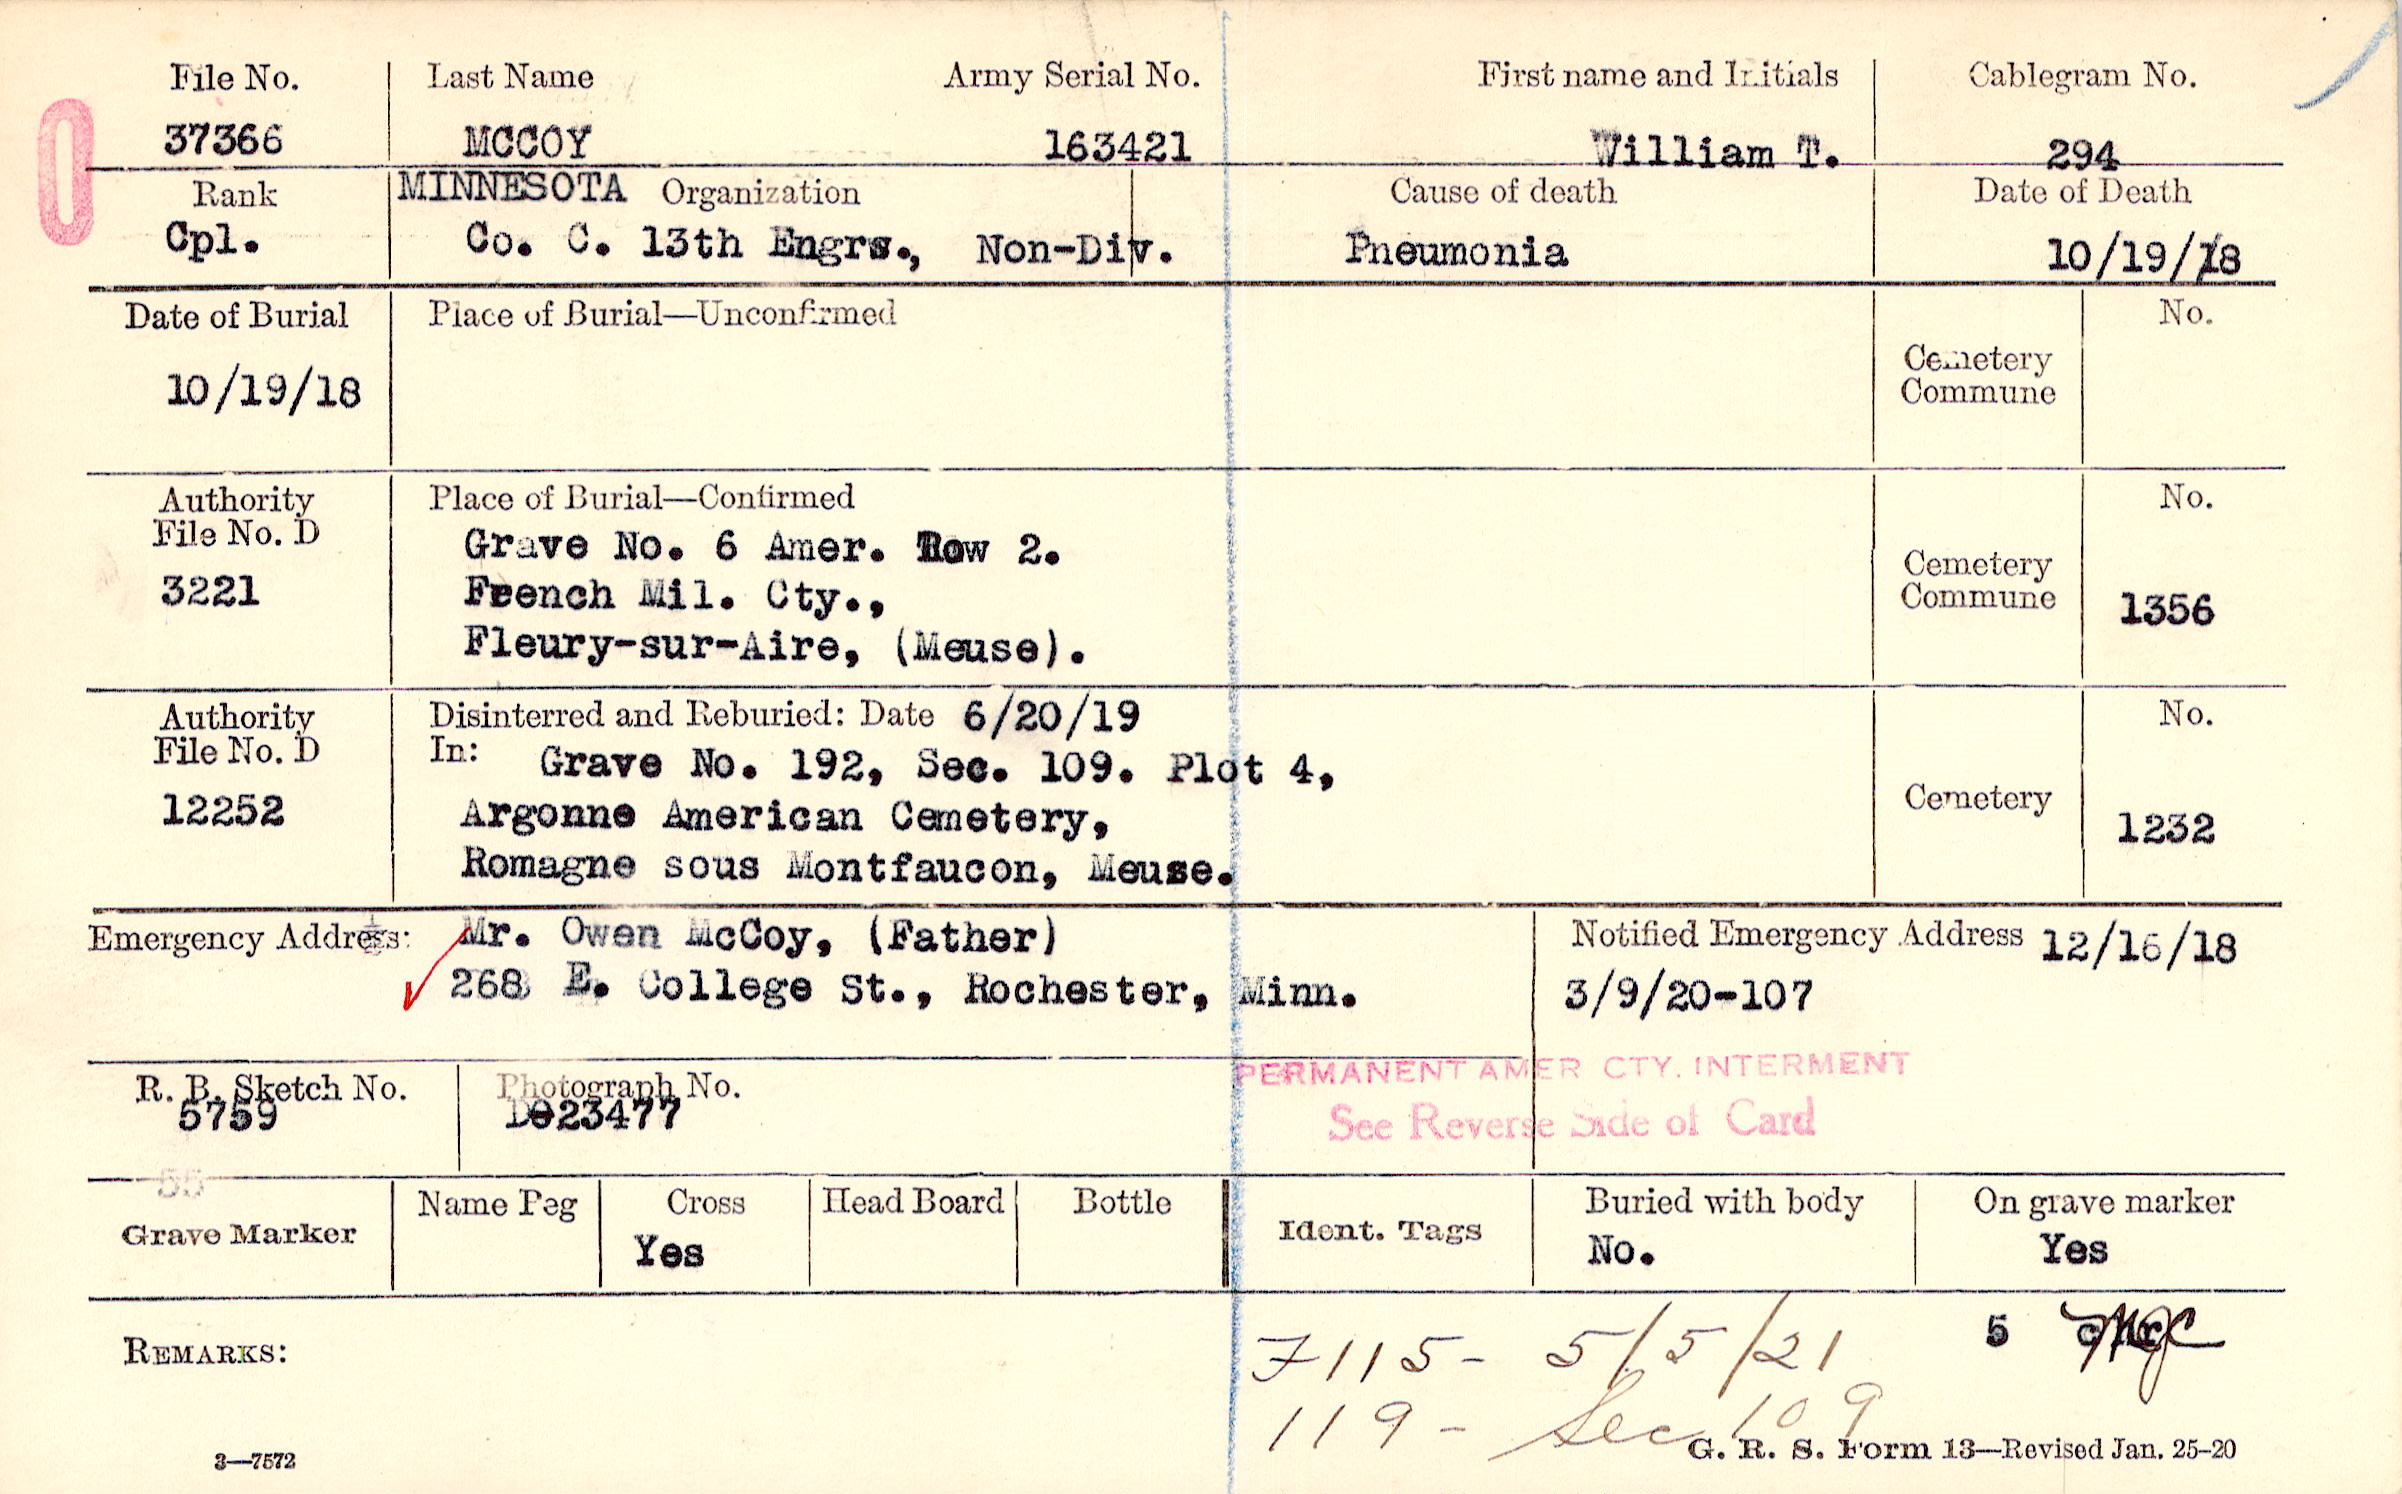 File No. Last Name Army Serial No. First name and Initials Cablegram No.
37366 MCCOY 163421 William T. 294
Rank MINNESOTA Organization Cause of death Date of Death
Cpl. Co. C. 13th Engrs., Non-Div. Pneumonia 10/19/18
Date of Burial Place of Burial—Unconfirmed No.
10/19/18 Cemetery
Commune
Authority Place of Burial—Confirmed No.
File No. D Grave No. 6 Amer. Row 2.
3221 French Mil. Cty., Cemetery
Commune 1356
Fleury-sur-Aire, (Meuse).
Authority Disinterred and Reburied: Date 6/20/19 No.
File No. D In: Grave No. 192, Sec. 109. Plot 4,
12252 Argonne American Cemetery, Cemetery 1232
Romagne sous Montfaucon, Meuse.
Emergency Address: Mr. Owen McCoy, (Father) Notified Emergency Address 12/16/18
268 E. College St., Rochester, Minn. 3/9/20-107
PERMANENT AMER CTY. INTERMENT
R. B. Sketch No. Photograph No.
5759 D023477 See Reverse Side of Card
55
Grave Marker Name Peg Cross Head Board Bottle Ident. Tags Buried with body On grave marker
Yes No. Yes
REMARKS: 7115- 5/5/21 5
119- Sec 109
3—7572 G. R. S. Form 13—Revised Jan. 25-20